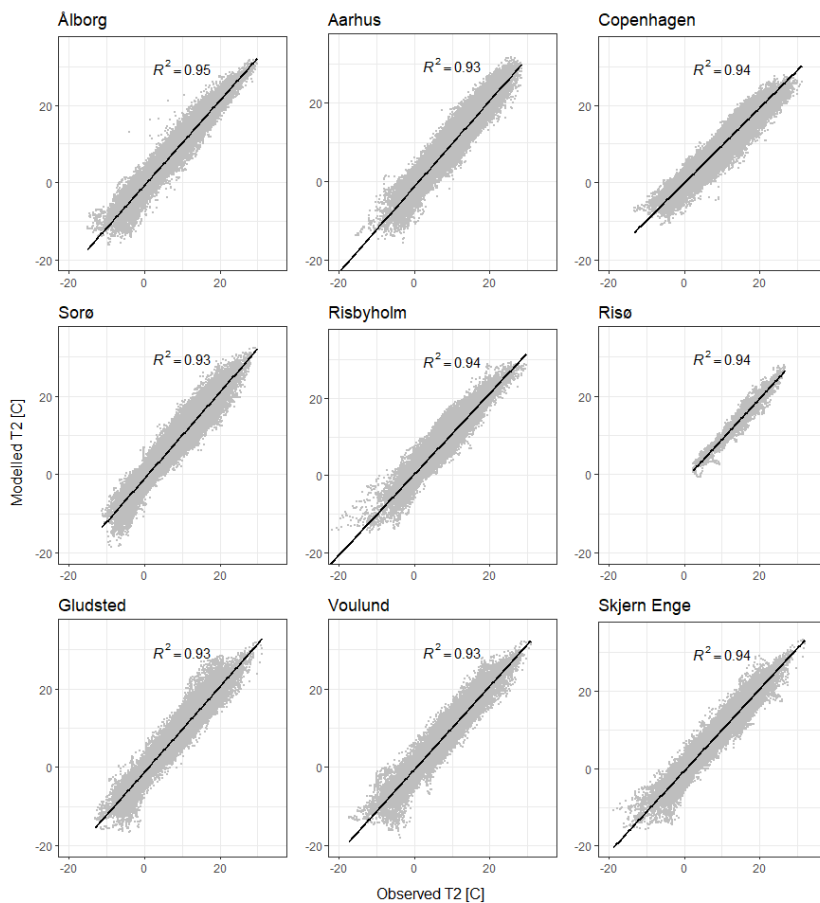 Ålborg Aarhus Copenhagen
R² = 0.95 R² = 0.93 R² = 0.94
20 20 20
0 0 0
-20 -20 -20
-20 0 20 -20 0 20 -20 0 20
Sorø Risbyholm Risø
R² = 0.93 R² = 0.94 R² = 0.94
20 20 20
0 0 0
-20 -20 -20
-20 0 20 -20 0 20 -20 0 20
Modelled T2 [C]
Gludsted Voulund Skjern Enge
R² = 0.93 R² = 0.93 R² = 0.94
20 20 20
0 0 0
-20 -20 -20
-20 0 20 -20 0 20 -20 0 20
Observed T2 [C]